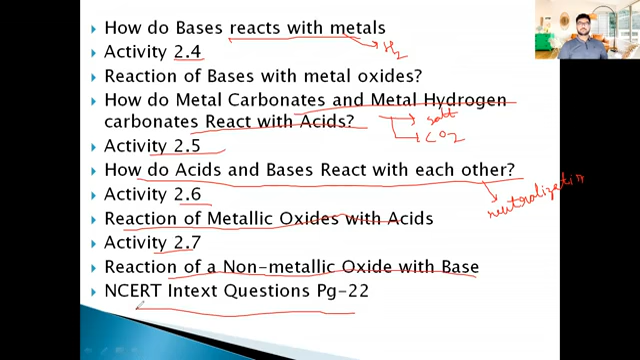 How do Bases reacts with metals
H2
Activity 2.4
Reaction of Bases with metal oxides?
How do Metal Carbonates and Metal Hydrogen
carbonates React with Acids?
salt
CO2
Activity 2.5
How do Acids and Bases React with each other?
Activity 2.6
neutralization
Reaction of Metallic Oxides with Acids
Activity 2.7
Reaction of a Non-metallic Oxide with Base
NCERT Intext Questions Pg-22